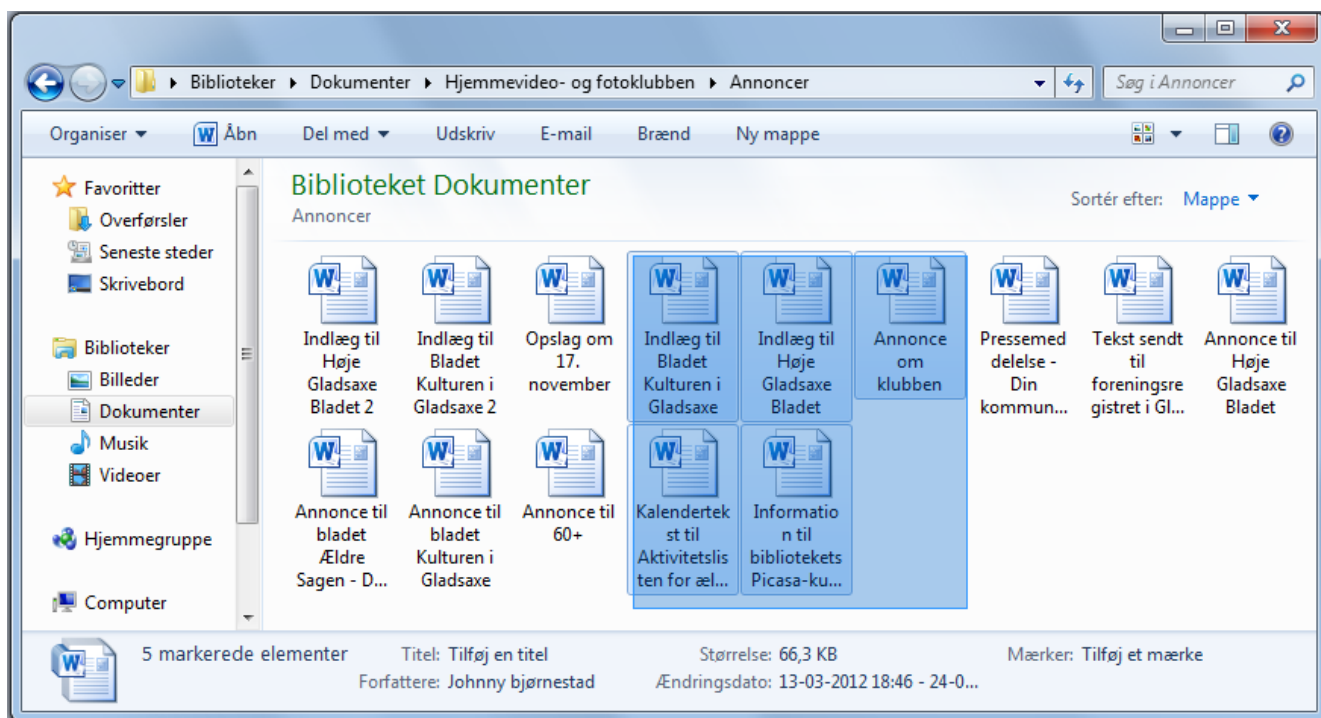 Biblioteker Dokumenter Hjemmevideo- og fotoklubben Annoncer Søg i Annoncer
Organiser Åbn Del med Udskriv E-mail Brænd Ny mappe
Favoritter
Overførsler
Seneste steder
Skrivebord
Biblioteker
Billeder
Dokumenter
Musik
Videoer
Hjemmegruppe
Computer
Biblioteket Dokumenter
Annoncer
Sortér efter: Mappe
Indlæg til
Høje
Gladsaxe
Bladet 2
Indlæg til
Bladet
Kulturen i
Gladsaxe 2
Opslag om
17.
november
Indlæg til
Bladet
Kulturen i
Gladsaxe
Indlæg til
Høje
Gladsaxe
Bladet
Annonce
om
klubben
Pressemed
delelse -
Din
kommun...
Tekst sendt
til
foreningsre
gistret i Gl...
Annonce til
Høje
Gladsaxe
Bladet
Annonce til
bladet
Ældre
Sagen - D...
Annonce til
bladet
Kulturen i
Gladsaxe
Annonce til
60+
Kalendertek
st til
Aktivitetslis
ten for æl...
Informatio
n til
bibliotekets
Picasa-ku...
5 markerede elementer Titel: Tilføj en titel Størrelse: 66,3 KB Mærker: Tilføj et mærke
Forfattere: Johnny bjørnestad Ændringsdato: 13-03-2012 18:46 - 24-0...